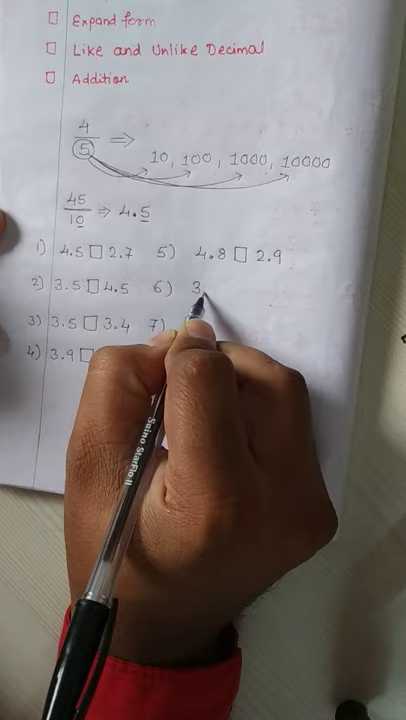 □ Expand form
□ Like and Unlike Decimal
□ Addition
4/5 ⇒
10, 100, 1000, 10000
45/10 ⇒ 4.5
1) 4.5 □ 2.7 5) 4.8 □ 2.9
2) 3.5 □ 4.5 6) 3.
3) 3.5 □ 3.4 7)
4) 3.9 □
Saino StarFlo II